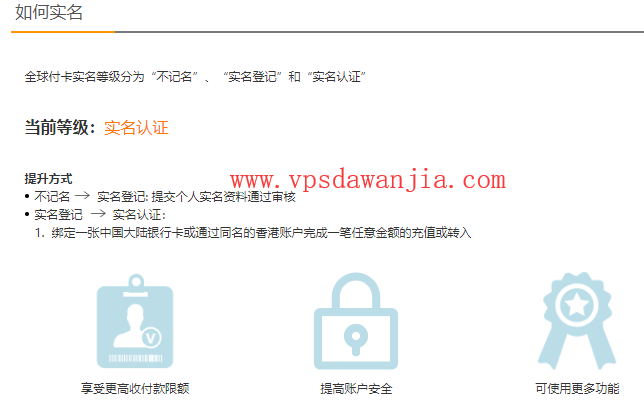 如何实名
全球付卡实名等级分为“不记名”、“实名登记”和“实名认证”
当前等级：实名认证
提升方式
www.vpsdawanjia.com
• 不记名 → 实名登记: 提交个人实名资料通过审核
• 实名登记 → 实名认证:
1. 绑定一张中国大陆银行卡或通过同名的香港账户完成一笔任意金额的充值或转入
V
享受更高收付款限额
提高账户安全
可使用更多功能